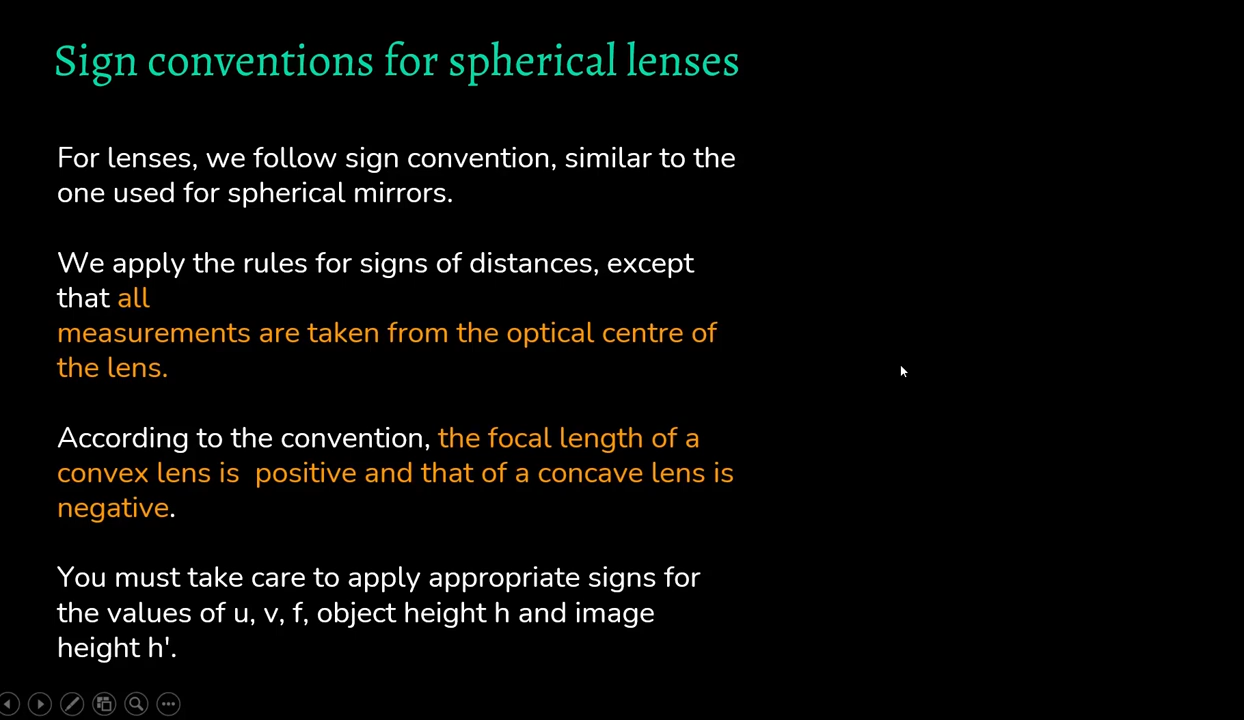 Sign conventions for spherical lenses
For lenses, we follow sign convention, similar to the
one used for spherical mirrors.
We apply the rules for signs of distances, except
that all
measurements are taken from the optical centre of
the lens.
According to the convention, the focal length of a
convex lens is  positive and that of a concave lens is
negative.
You must take care to apply appropriate signs for
the values of u, v, f, object height h and image
height h'.